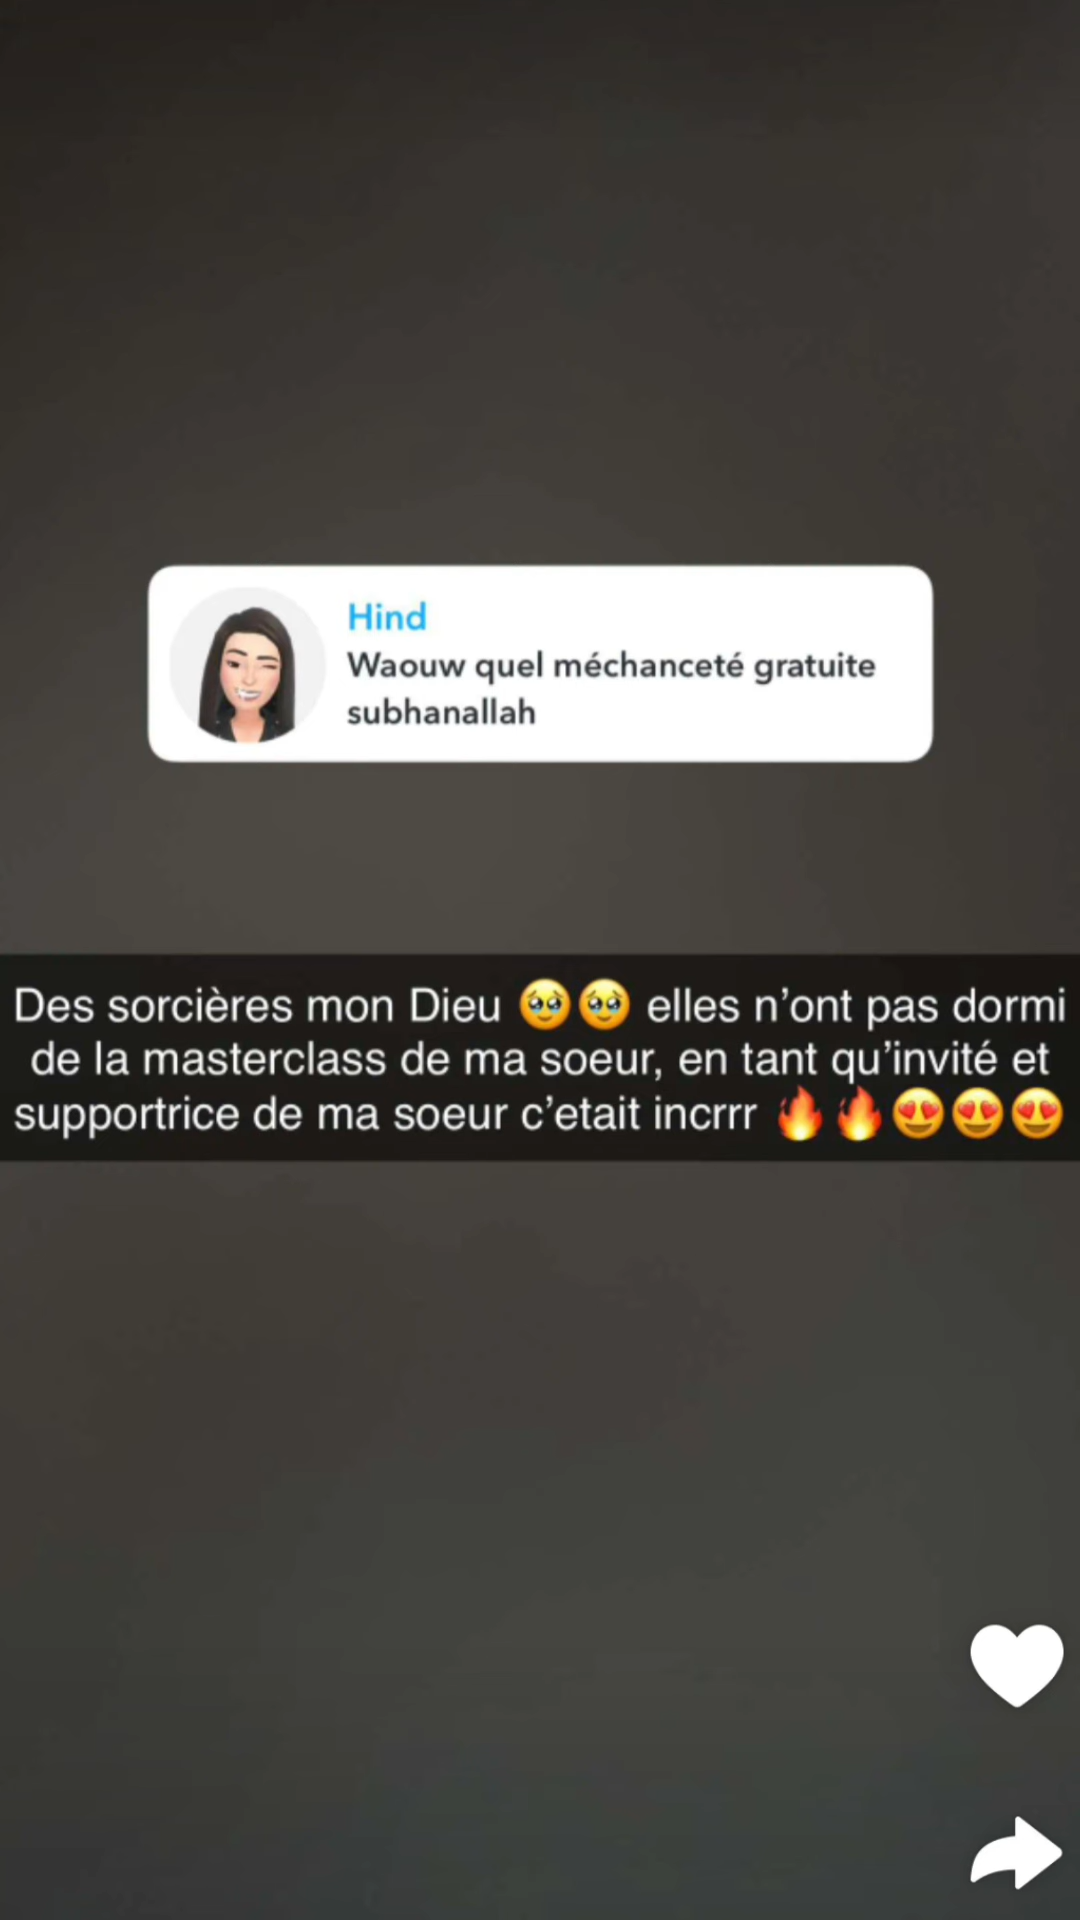 Hind
Waouw quel méchanceté gratuite
subhanallah
Des sorcières mon Dieu 🥹🥹 elles n’ont pas dormi
de la masterclass de ma soeur, en tant qu’invité et
supportrice de ma soeur c’etait incrrr 🔥🔥😍😍😍